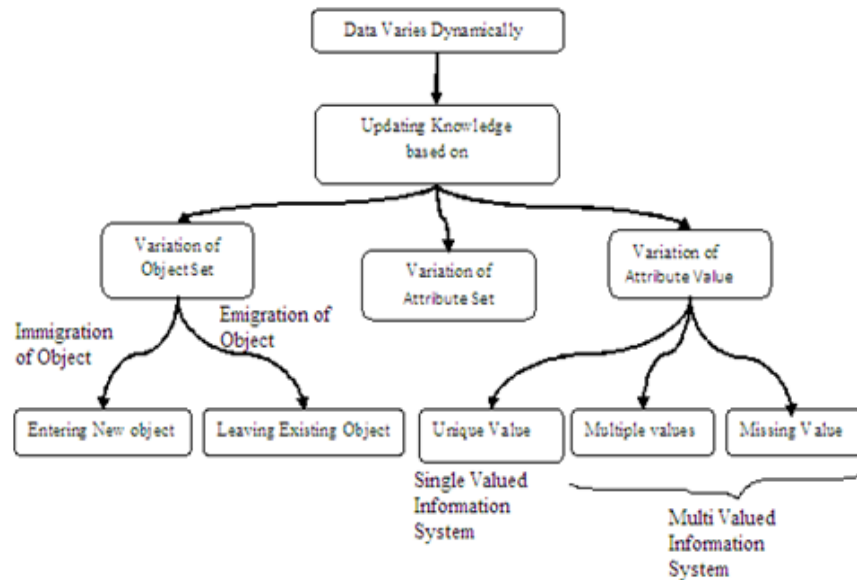 Data Varies Dynamically
Updating Knowledge
based on
Variation of
Object Set
Variation of
Attribute Set
Variation of
Attribute Value
Immigration
of Object
Emigration of
Object
Entering New object
Leaving Existing Object
Unique Value
Multiple values
Missing Value
Single Valued
Information
System
Multi Valued
Information
System